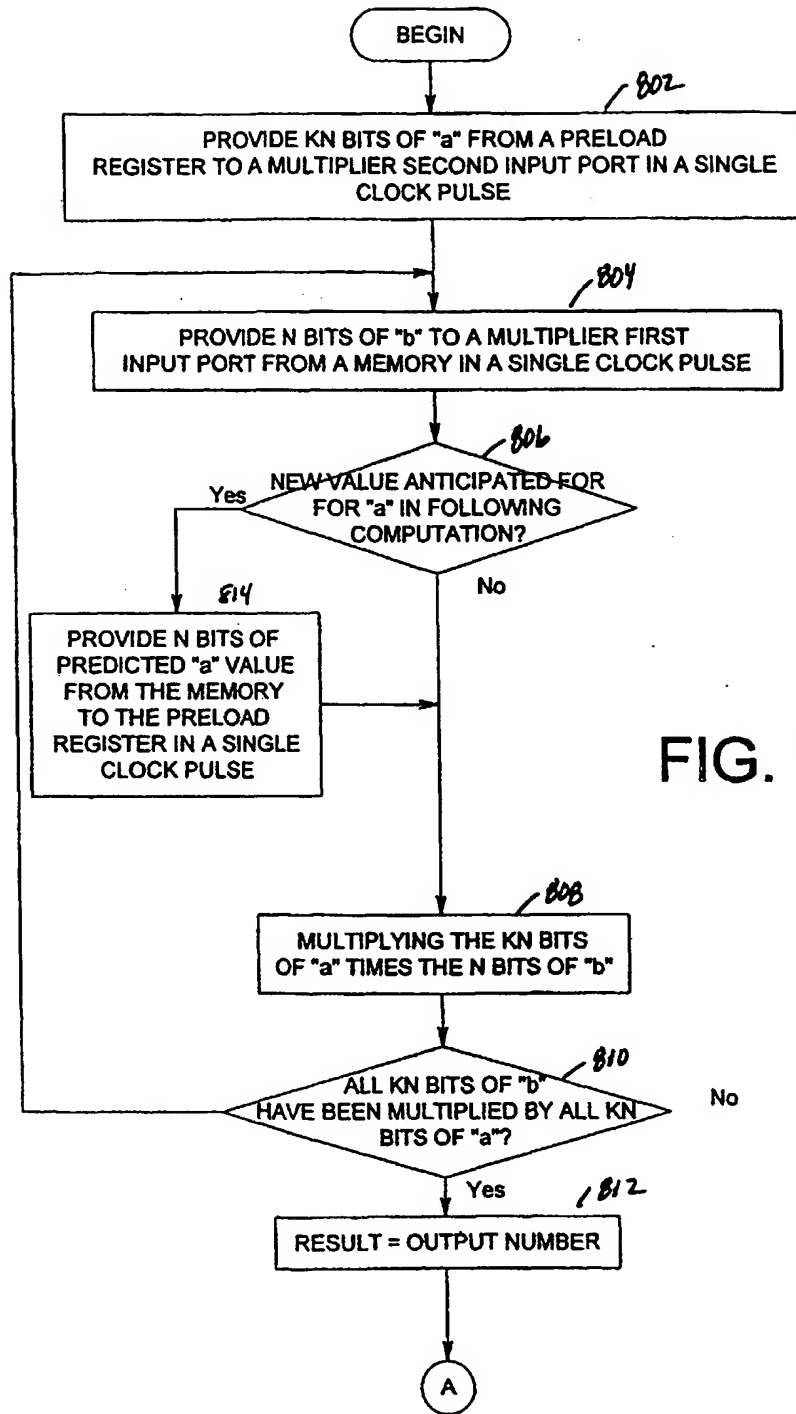 BEGIN
802
PROVIDE KN BITS OF "a" FROM A PRELOAD
REGISTER TO A MULTIPLIER SECOND INPUT PORT IN A SINGLE
CLOCK PULSE
804
PROVIDE N BITS OF "b" TO A MULTIPLIER FIRST
INPUT PORT FROM A MEMORY IN A SINGLE CLOCK PULSE
806
NEW VALUE ANTICIPATED FOR
FOR "a" IN FOLLOWING
COMPUTATION?
Yes
No
814
PROVIDE N BITS OF
PREDICTED "a" VALUE
FROM THE MEMORY
TO THE PRELOAD
REGISTER IN A SINGLE
CLOCK PULSE
FIG.
808
MULTIPLYING THE KN BITS
OF "a" TIMES THE N BITS OF "b"
810
ALL KN BITS OF "b"
HAVE BEEN MULTIPLIED BY ALL KN
BITS OF "a"?
No
Yes
812
RESULT = OUTPUT NUMBER
A